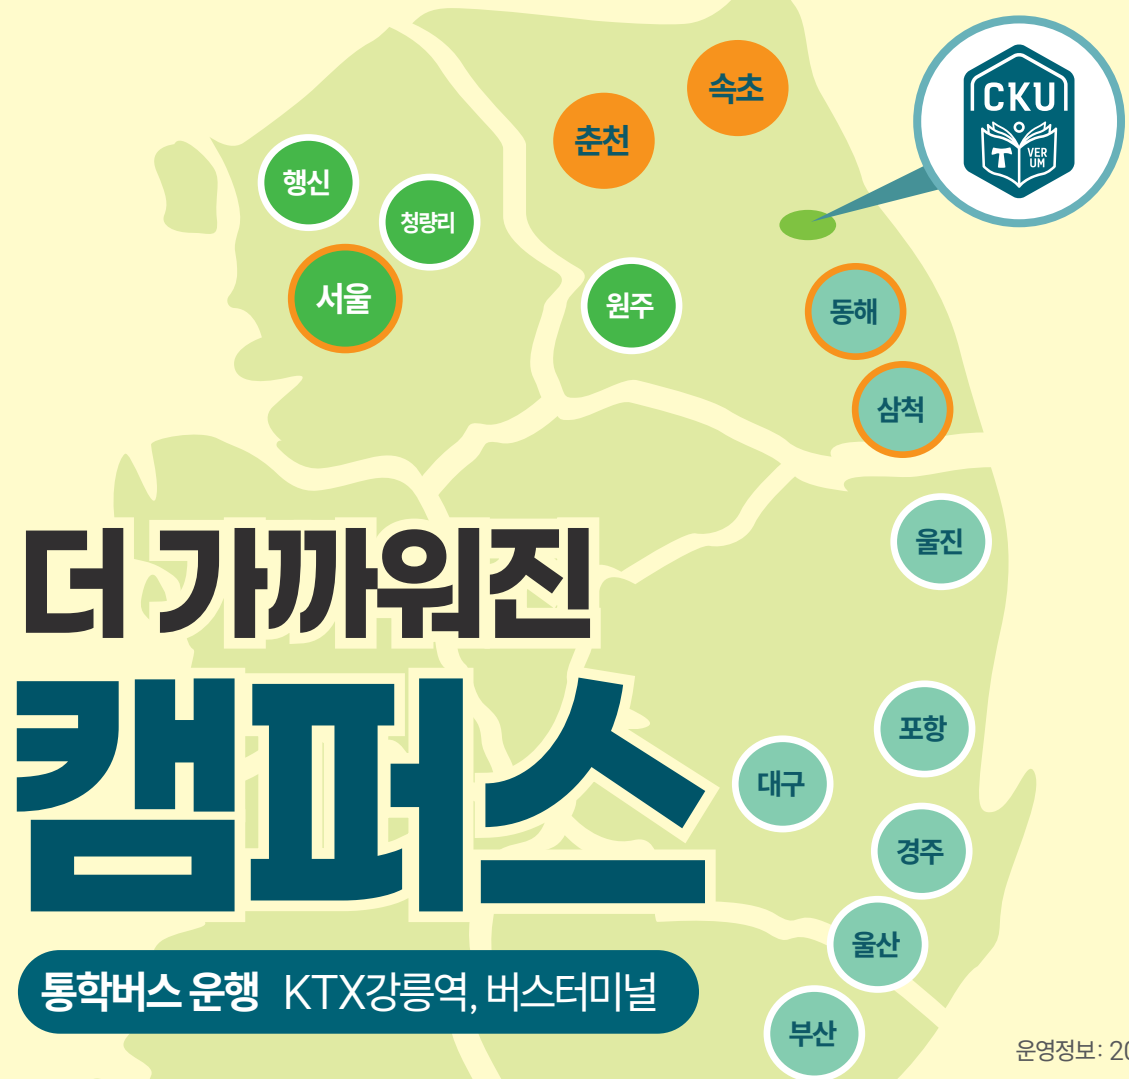 속초
CKU
VER
UM
춘천
행신
청량리
서울
원주
동해
삼척
울진
더 가까워진
캠퍼스
포항
대구
경주
울산
통학버스 운행 KTX강릉역, 버스터미널
부산
운영정보: 20